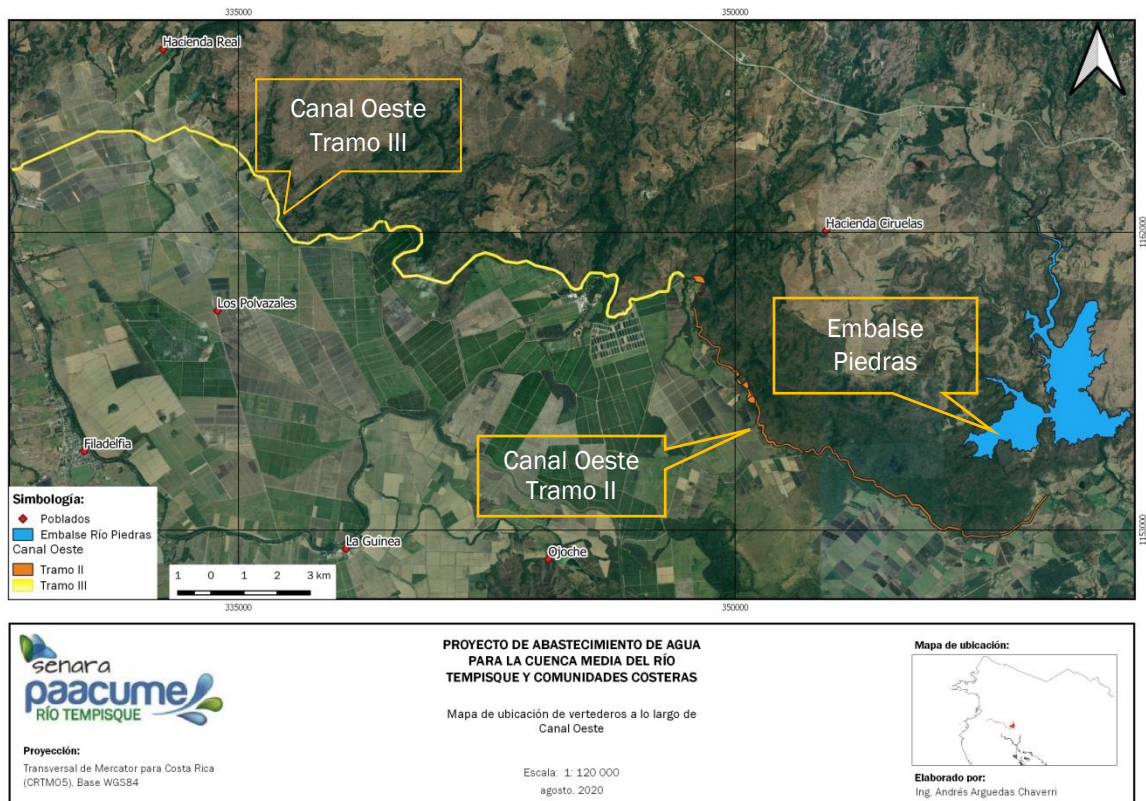 335000
350000
Hacienda Real
Canal Oeste
Tramo III
Hacienda Ciruelas
1162000
Los Polvazales
Embalse
Piedras
Filadelfia
Canal Oeste
Tramo II
Simbología:
Poblados
Embalse Río Piedras
Canal Oeste
Tramo II
Tramo III
La Guinea
Ojoche
1153000
1 0 1 2 3 km
335000
350000
senara
paacume
RÍO TEMPISQUE
Proyección:
Transversal de Mercator para Costa Rica
(CRTM05), Base WGS84
PROYECTO DE ABASTECIMIENTO DE AGUA
PARA LA CUENCA MEDIA DEL RÍO
TEMPISQUE Y COMUNIDADES COSTERAS
Mapa de ubicación de vertederos a lo largo de
Canal Oeste
Escala: 1: 120 000
agosto, 2020
Mapa de ubicación:
Elaborado por:
Ing. Andrés Arguedas Chaverri